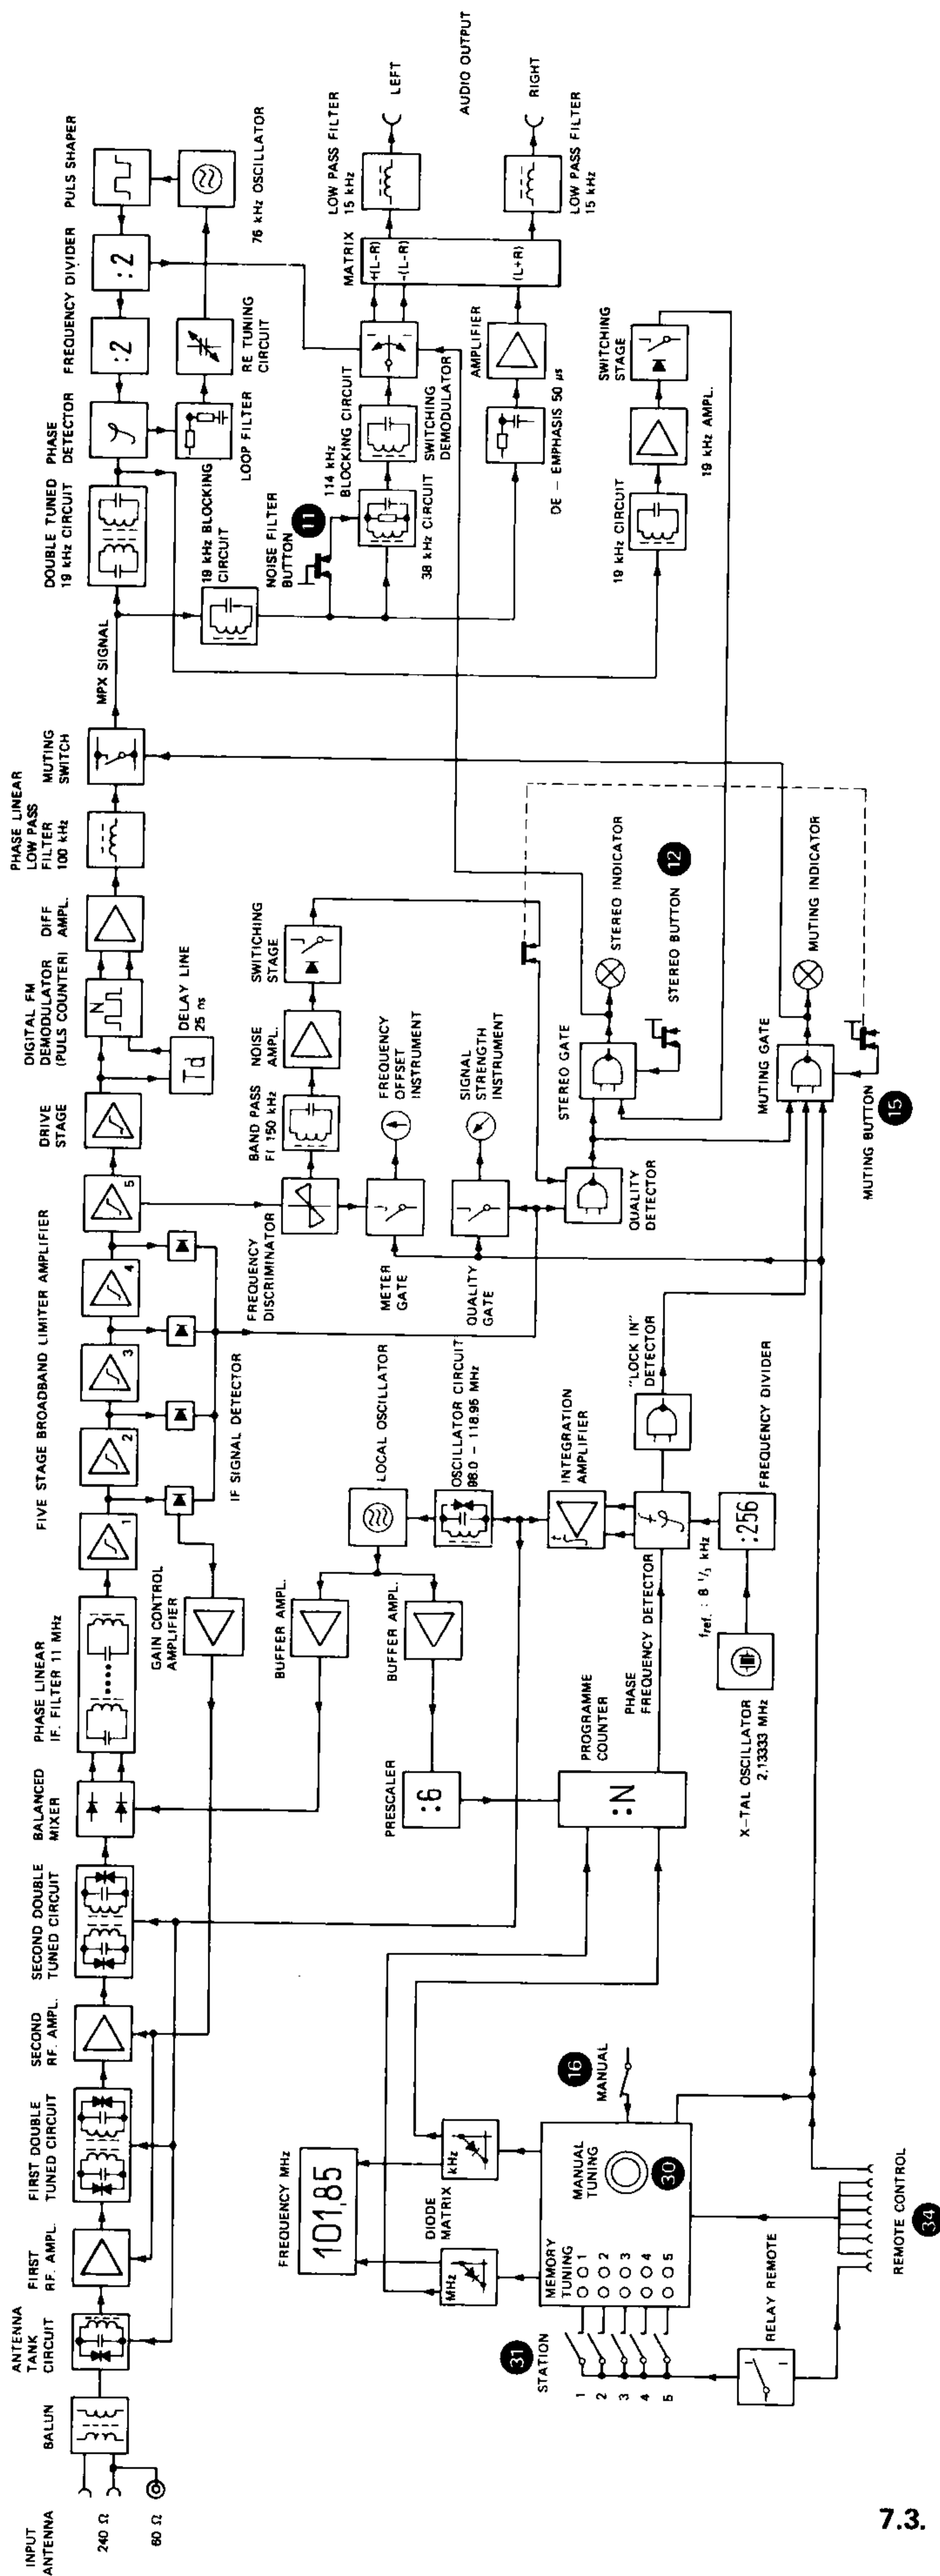 INPUT
ANTENNA
240 Ω
60 Ω
BALUN
ANTENNA
TANK
CIRCUIT
FIRST
RF. AMPL.
FIRST DOUBLE
TUNED CIRCUIT
SECOND
RF. AMPL.
SECOND DOUBLE
TUNED CIRCUIT
BALANCED
MIXER
PHASE LINEAR
IF. FILTER 11 MHz
FIVE STAGE BROADBAND LIMITER AMPLIFIER
1
2
3
4
5
DRIVE
STAGE
DIGITAL FM
DEMODULATOR
(PULS COUNTER)
N
DIFF
AMPL.
PHASE LINEAR
LOW PASS
FILTER
100 kHz
MUTING
SWITCH
MPX SIGNAL
DOUBLE TUNED
19 kHz CIRCUIT
PHASE
DETECTOR
FREQUENCY DIVIDER
:2
:2
PULS SHAPER
Td
DELAY LINE
25 ns
GAIN CONTROL
AMPLIFIER
IF SIGNAL DETECTOR
FREQUENCY
DISCRIMINATOR
BAND PASS
FI 150 kHz
NOISE
AMPL.
SWITCHING
STAGE
19 kHz BLOCKING
CIRCUIT
LOOP FILTER
RE TUNING
CIRCUIT
76 kHz OSCILLATOR
NOISE FILTER
BUTTON
11
114 kHz
BLOCKING CIRCUIT
38 kHz CIRCUIT
SWITCHING
DEMODULATOR
MATRIX
+(L-R)
-(L-R)
(L+R)
LOW PASS FILTER
15 kHz
LEFT
AUDIO OUTPUT
RIGHT
LOW PASS FILTER
15 kHz
AMPLIFIER
DE - EMPHASIS 50 µs
19 kHz CIRCUIT
19 kHz AMPL.
SWITCHING
STAGE
METER
GATE
FREQUENCY
OFFSET
INSTRUMENT
QUALITY
GATE
SIGNAL
STRENGTH
INSTRUMENT
QUALITY
DETECTOR
STEREO GATE
STEREO INDICATOR
STEREO BUTTON
12
MUTING GATE
MUTING INDICATOR
MUTING BUTTON
15
BUFFER AMPL.
BUFFER AMPL.
LOCAL OSCILLATOR
OSCILLATOR CIRCUIT
98.0 - 118.95 MHz
PRESCALER
:6
PROGRAMME
COUNTER
:N
PHASE
FREQUENCY DETECTOR
INTEGRATION
AMPLIFIER
"LOCK IN"
DETECTOR
fref. : 8 1/3 kHz
:256
FREQUENCY DIVIDER
X-TAL OSCILLATOR
2,13333 MHz
FREQUENCY MHz
101,85
MHz
DIODE
MATRIX
kHz
MEMORY
TUNING
1
2
3
4
5
MANUAL
TUNING
30
MANUAL
16
31
STATION
1
2
3
4
5
RELAY REMOTE
REMOTE CONTROL
34
7.3.